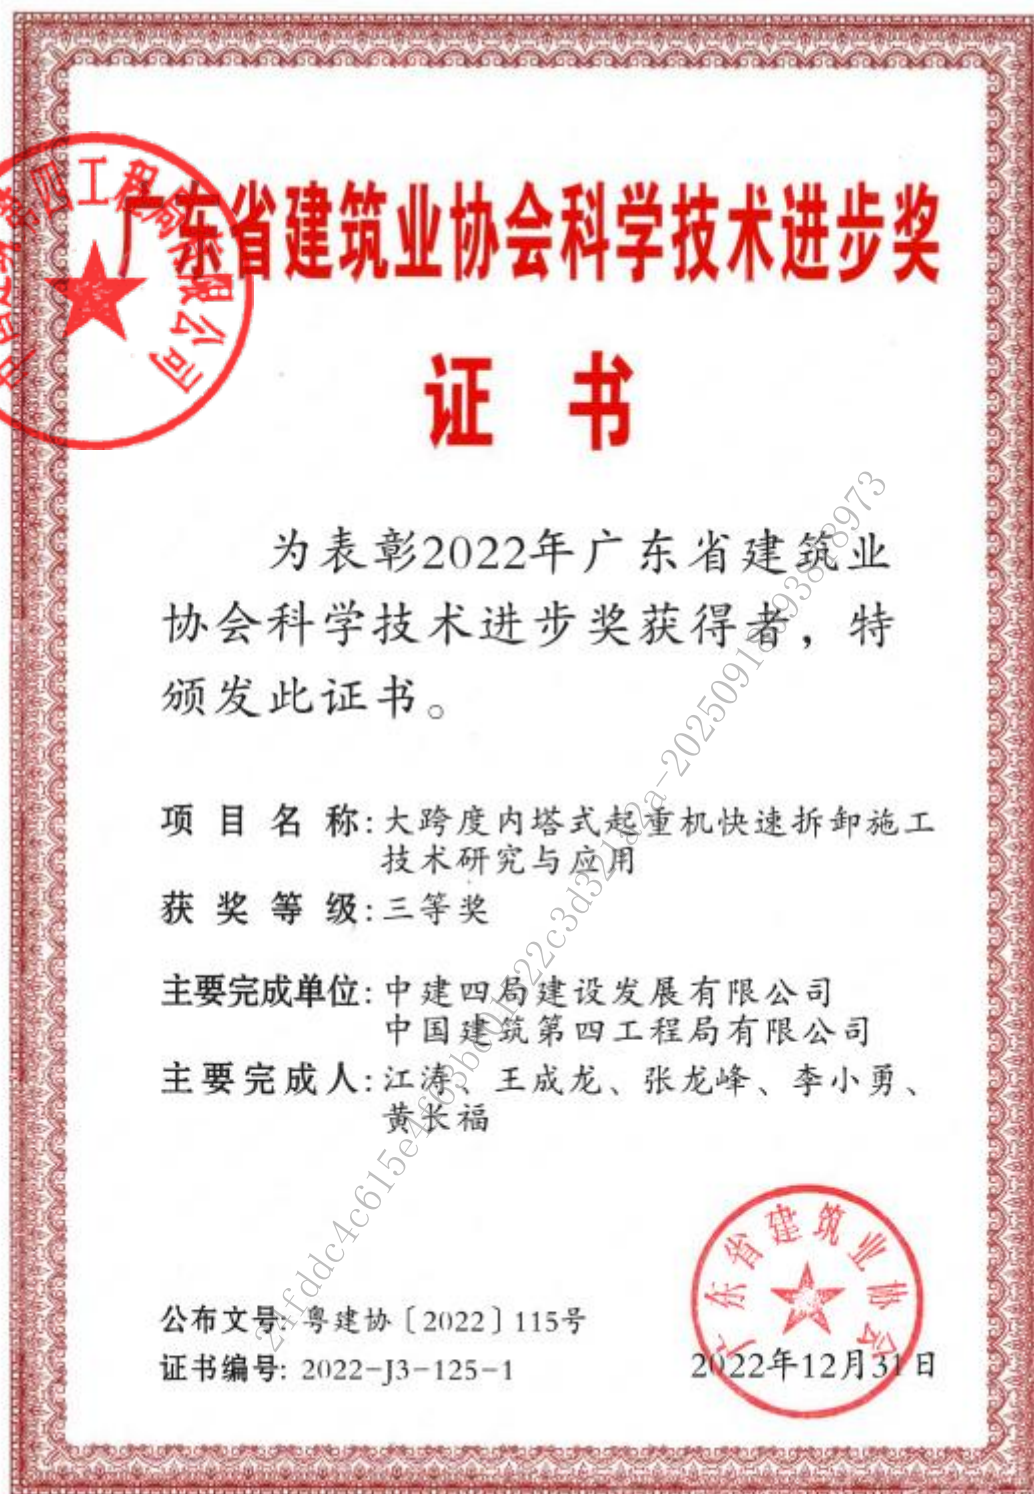 广东省建筑业协会科学技术进步奖
证书
为表彰2022年广东省建筑业
协会科学技术进步奖获得者，特
颁发此证书。
项目名称:大跨度内塔式起重机快速拆卸施工
技术研究与应用
获奖等级:三等奖
主要完成单位:中建四局建设发展有限公司
中国建筑第四工程局有限公司
主要完成人:江涛、王成龙、张龙峰、李小勇、
黄长福
公布文号:粤建协〔2022〕115号
证书编号: 2022-J3-125-1
2022年12月31日
广东省建筑业协会